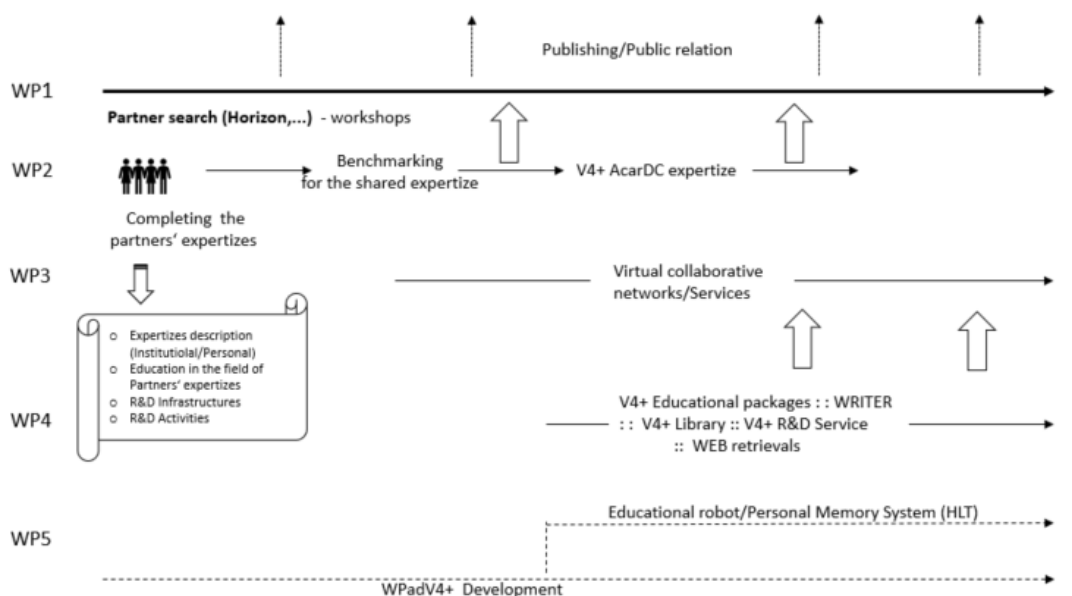 Publishing/Public relation
WP1
Partner search (Horizon,...) - workshops
WP2
Benchmarking
for the shared expertize
V4+ AcarDC expertize
Completing the
partners‘ expertizes
WP3
Virtual collaborative
networks/Services
o Expertizes description
(Institutiolal/Personal)
o Education in the field of
Partners‘ expertizes
o R&D Infrastructures
o R&D Activities
WP4
V4+ Educational packages : : WRITER
: : V4+ Library :: V4+ R&D Service
:: WEB retrievals
Educational robot/Personal Memory System (HLT)
WP5
WPadV4+ Development